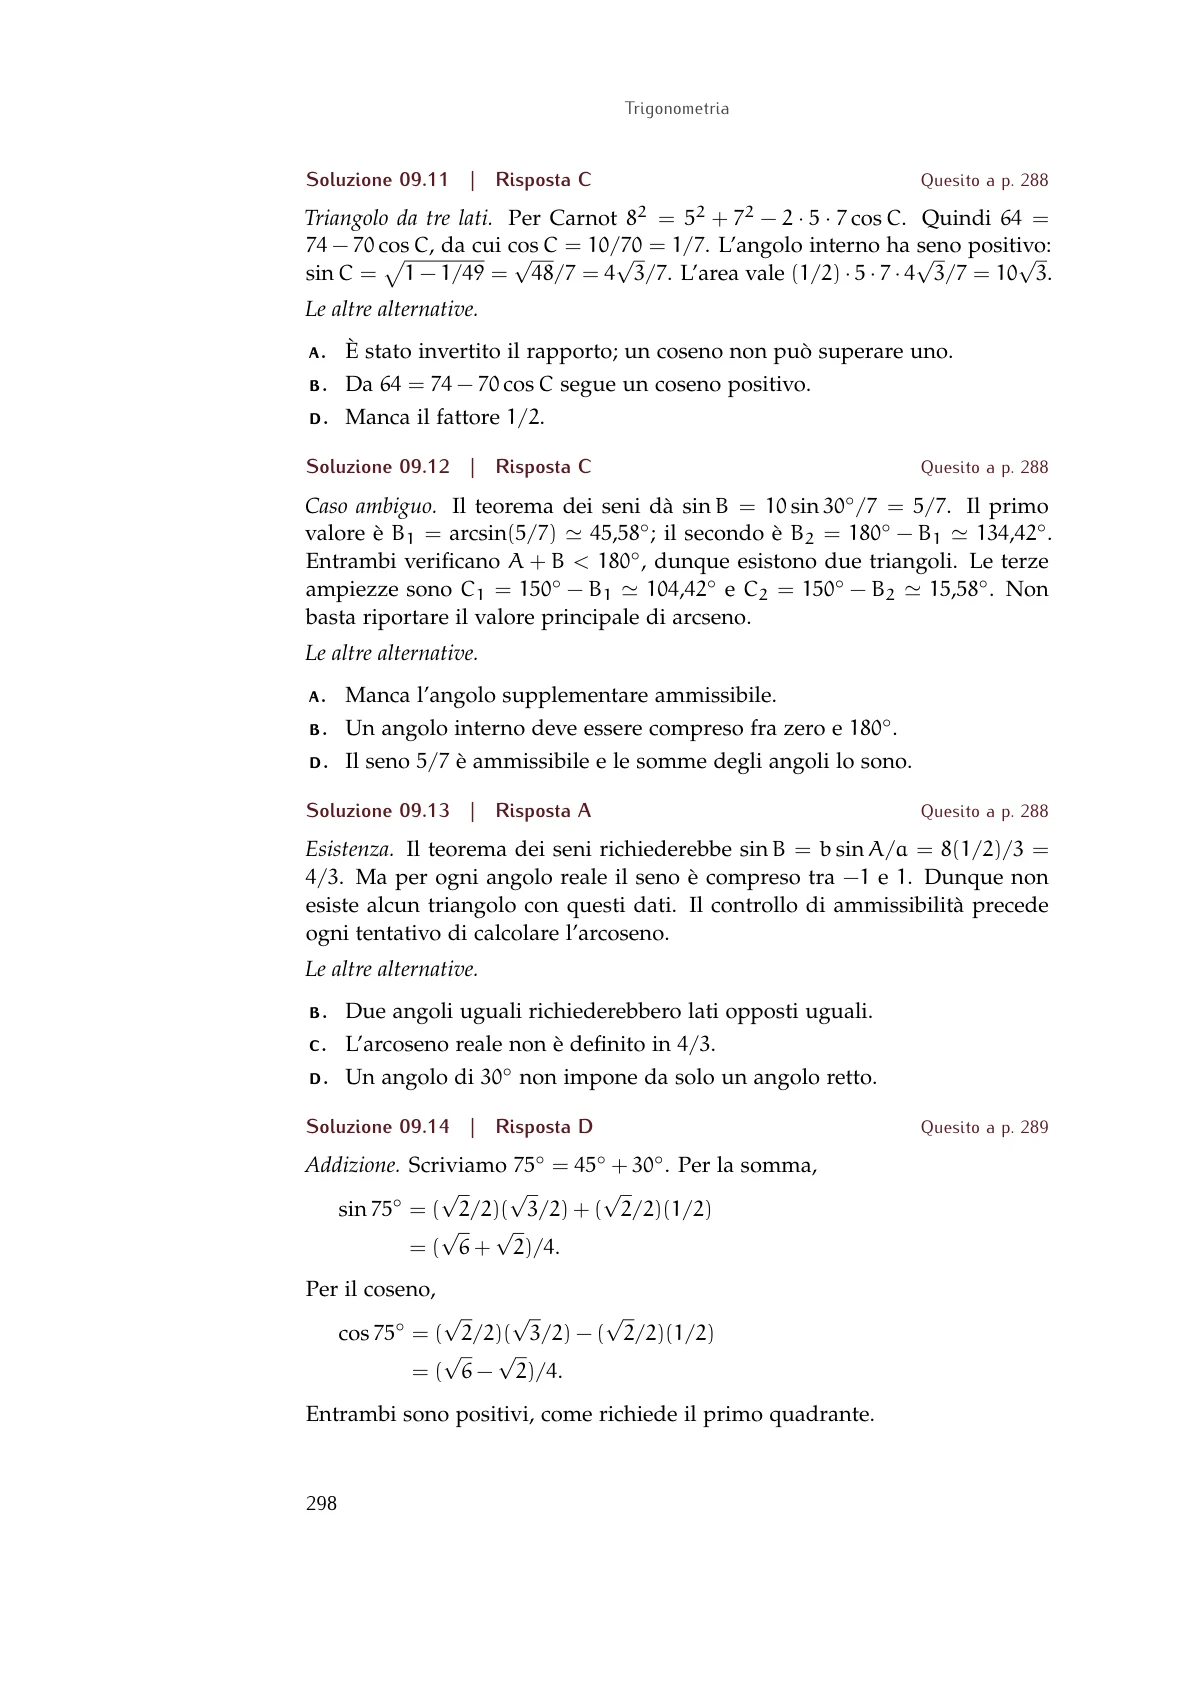 Trigonometria
Soluzione 09.11 | Risposta C Quesito a p. 288
Triangolo da tre lati. Per Carnot 8² = 5² + 7² − 2 · 5 · 7 cos C. Quindi 64 =
74 − 70 cos C, da cui cos C = 10/70 = 1/7. L’angolo interno ha seno positivo:
sin C = √(1 − 1/49) = √48/7 = 4√3/7. L’area vale (1/2) · 5 · 7 · 4√3/7 = 10√3.
Le altre alternative.
A. È stato invertito il rapporto; un coseno non può superare uno.
B. Da 64 = 74 − 70 cos C segue un coseno positivo.
D. Manca il fattore 1/2.
Soluzione 09.12 | Risposta C Quesito a p. 288
Caso ambiguo. Il teorema dei seni dà sin B = 10 sin 30°/7 = 5/7. Il primo
valore è B₁ = arcsin(5/7) ≃ 45,58°; il secondo è B₂ = 180° − B₁ ≃ 134,42°.
Entrambi verificano A + B < 180°, dunque esistono due triangoli. Le terze
ampiezze sono C₁ = 150° − B₁ ≃ 104,42° e C₂ = 150° − B₂ ≃ 15,58°. Non
basta riportare il valore principale di arcseno.
Le altre alternative.
A. Manca l’angolo supplementare ammissibile.
B. Un angolo interno deve essere compreso fra zero e 180°.
D. Il seno 5/7 è ammissibile e le somme degli angoli lo sono.
Soluzione 09.13 | Risposta A Quesito a p. 288
Esistenza. Il teorema dei seni richiederebbe sin B = b sin A/a = 8(1/2)/3 =
4/3. Ma per ogni angolo reale il seno è compreso tra −1 e 1. Dunque non
esiste alcun triangolo con questi dati. Il controllo di ammissibilità precede
ogni tentativo di calcolare l’arcoseno.
Le altre alternative.
B. Due angoli uguali richiederebbero lati opposti uguali.
C. L’arcoseno reale non è definito in 4/3.
D. Un angolo di 30° non impone da solo un angolo retto.
Soluzione 09.14 | Risposta D Quesito a p. 289
Addizione. Scriviamo 75° = 45° + 30°. Per la somma,
sin 75° = (√2/2)(√3/2) + (√2/2)(1/2)
= (√6 + √2)/4.
Per il coseno,
cos 75° = (√2/2)(√3/2) − (√2/2)(1/2)
= (√6 − √2)/4.
Entrambi sono positivi, come richiede il primo quadrante.
298